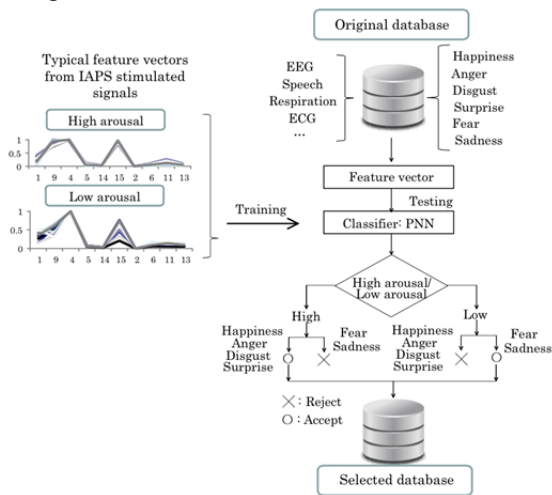 Original database
EEG
Speech
Respiration
ECG
...
Happiness
Anger
Disgust
Surprise
Fear
Sadness
Typical feature vectors
from IAPS stimulated
signals
High arousal
1
0.5
0
1 9 4 5 14 15 2 6 11 13
Low arousal
1
0.5
0
1 9 4 5 14 15 2 6 11 13
Training
Feature vector
Testing
Classifier: PNN
High arousal/
Low arousal
High
Low
Happiness
Anger
Disgust
Surprise
Fear
Sadness
Happiness
Anger
Disgust
Surprise
Fear
Sadness
: Reject
: Accept
Selected database